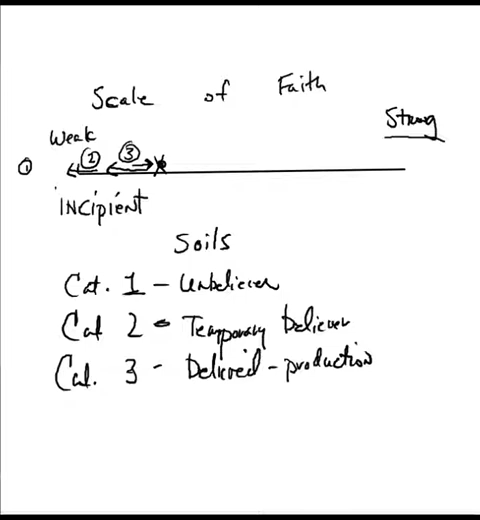 Scale of Faith
Strong
Weak
① ③
INCIPIENT
Soils
Cat. 1 – Unbeliever
Cat 2 – Temporary believer
Cat. 3 - Believed - production